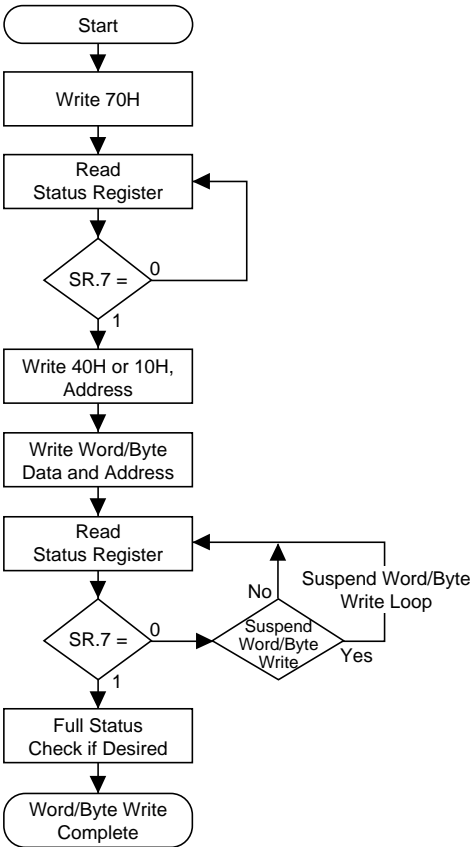 Start
Write 70H
Read
Status Register
SR.7 =
0
1
Write 40H or 10H,
Address
Write Word/Byte
Data and Address
Read
Status Register
SR.7 =
0
1
Suspend
Word/Byte
Write
No
Yes
Suspend Word/Byte
Write Loop
Full Status
Check if Desired
Word/Byte Write
Complete